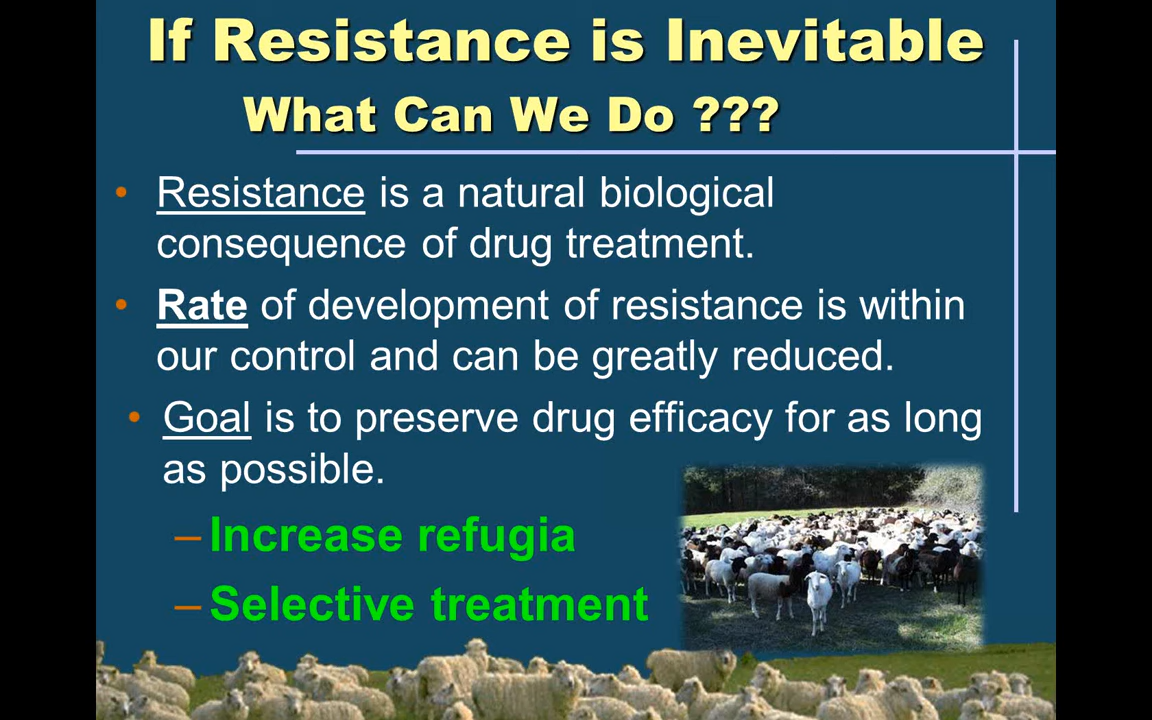 If Resistance is Inevitable
What Can We Do ???
• Resistance is a natural biological
consequence of drug treatment.
• Rate of development of resistance is within
our control and can be greatly reduced.
• Goal is to preserve drug efficacy for as long
as possible.
– Increase refugia
– Selective treatment